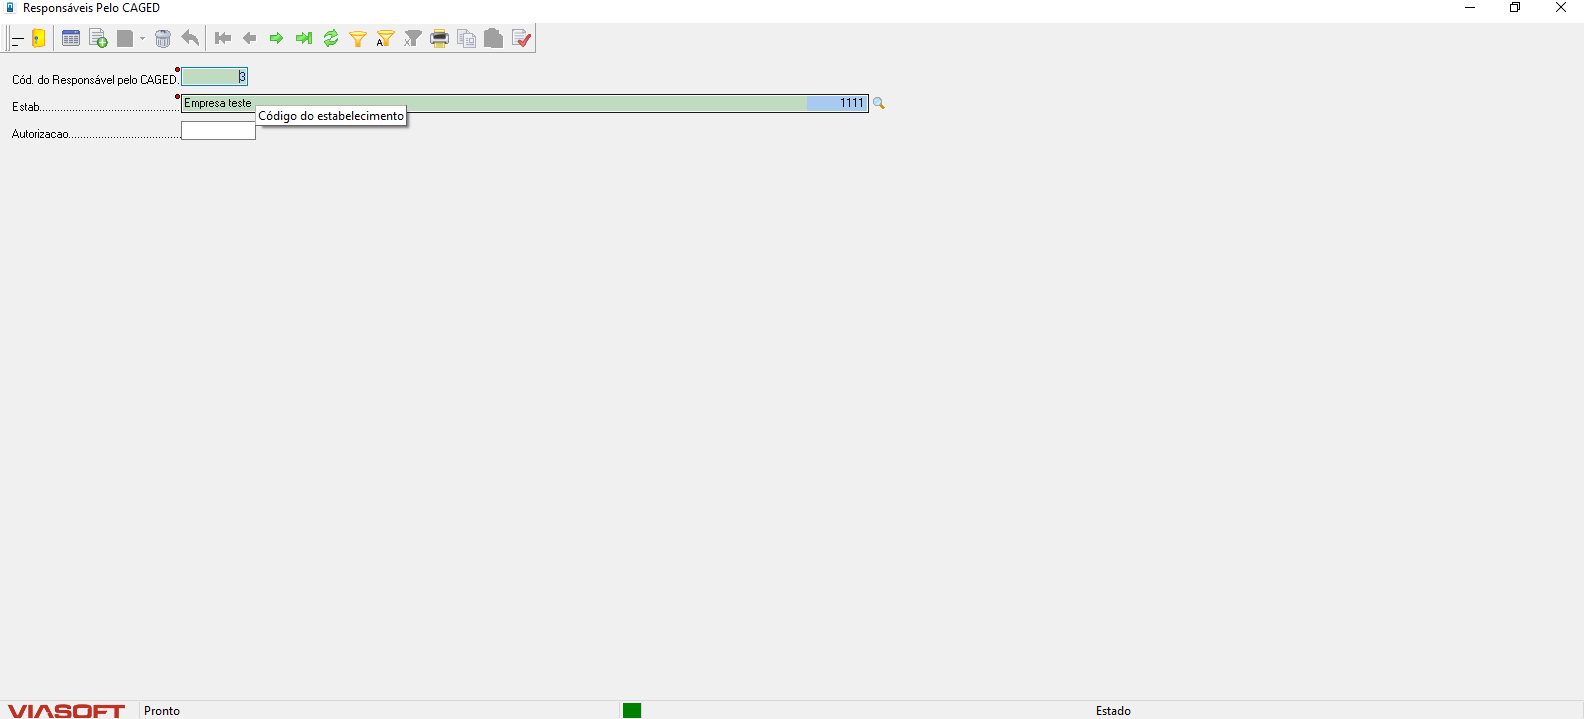 Responsáveis Pelo CAGED
A
Cód. do Responsável pelo CAGED. 3
Estab............................................... Empresa teste 1111
Código do estabelecimento
Autorizacao......................................
VIASOFT Pronto Estado